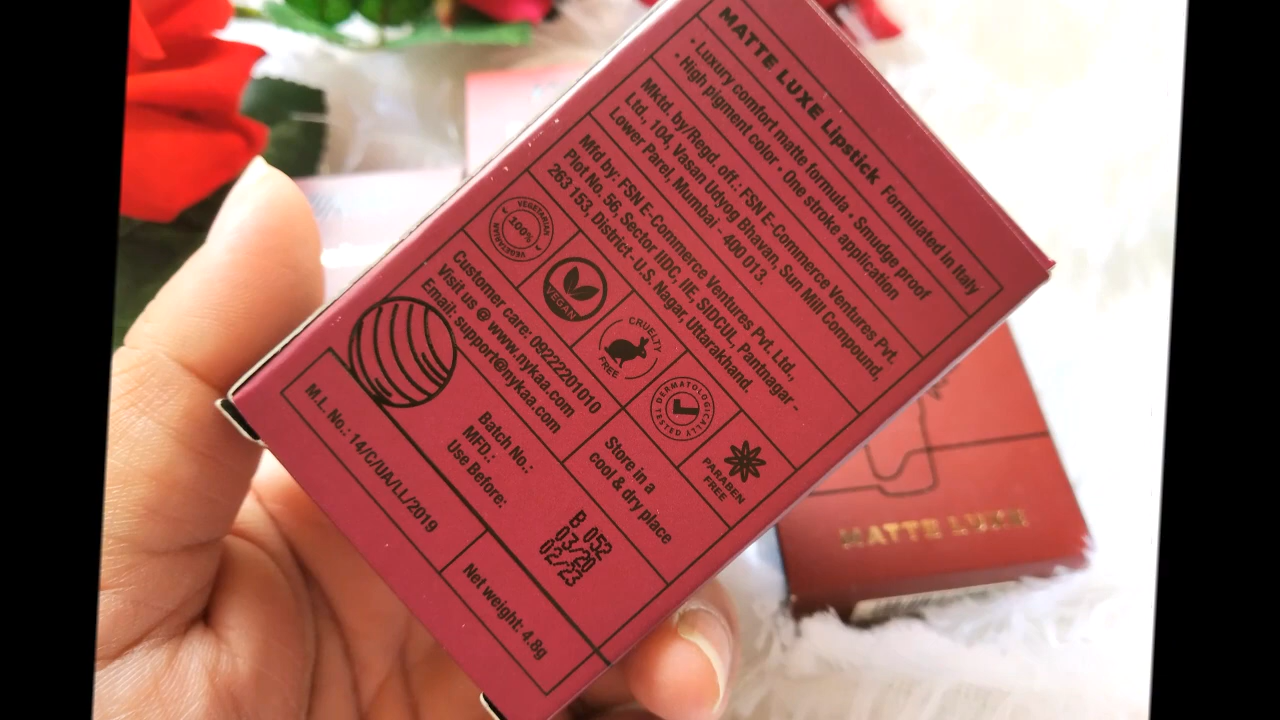 MATTE LUXE Lipstick Formulated in Italy
• Luxury comfort matte formula • Smudge proof
• High pigment color • One stroke application
Mktd. by/Regd. off.: FSN E-Commerce Ventures Pvt.
Ltd., 104, Vasan Udyog Bhavan, Sun Mill Compound,
Lower Parel, Mumbai - 400 013.
Mfd by: FSN E-Commerce Ventures Pvt. Ltd.,
Plot No. 56, Sector IIDC, IE, SIDCUL, Pantnagar -
263 153, District - U.S. Nagar, Uttarakhand.
VEGETARIAN
100%
VEGETARIAN
VEGAN
CRUELTY
FREE
DERMATOLOGICALLY TESTED
PARABEN
FREE
Customer care: 09222201010
Visit us @ www.nykaa.com
Email: support@nykaa.com
Store in a
cool & dry place
Batch No.: B 052
MFD.: 03/20
Use Before: 02/23
M.L. No.: 14/C/UA/LL/2019
Net weight: 4.8g
MATTE LUXE